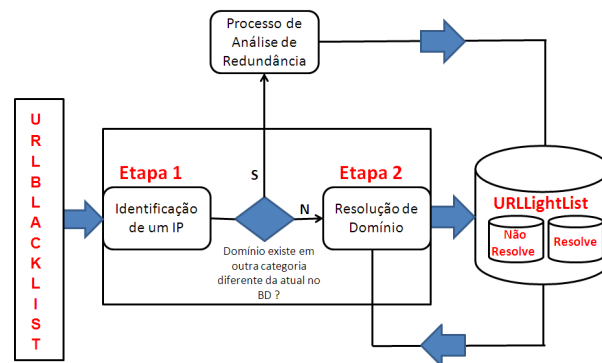 Processo de
Análise de
Redundância
URLBLACKLIST
Etapa 1
S
Etapa 2
Identificação
de um IP
N
Resolução de
Domínio
Domínio existe em
outra categoria
diferente da atual no
BD ?
URLLightList
Não
Resolve
Resolve